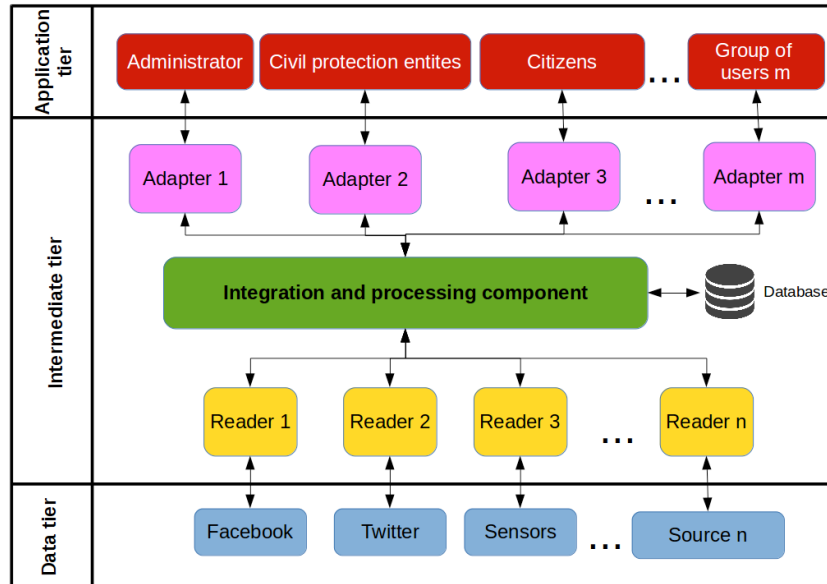 Application
tier
Administrator
Civil protection entites
Citizens
...
Group of
users m
Intermediate tier
Adapter 1
Adapter 2
Adapter 3
...
Adapter m
Integration and processing component
Database
Reader 1
Reader 2
Reader 3
...
Reader n
Data tier
Facebook
Twitter
Sensors
...
Source n